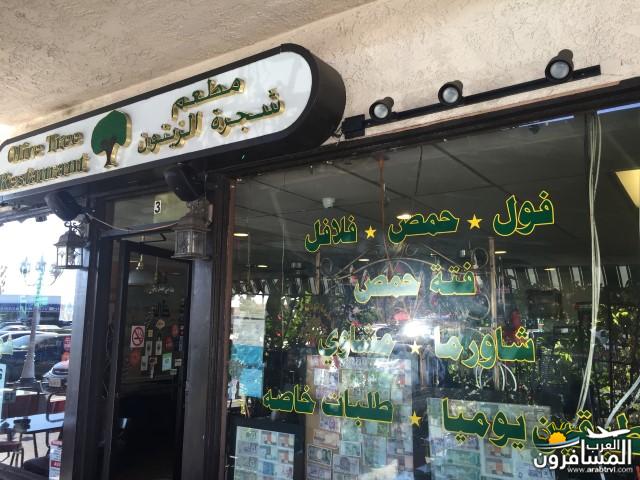 Olive Tree
Restaurant
مطعم
شجرة الزيتون
3
فول ★ حمص ★ فلافل
فتة حمص
شاورما ★ مشاوي
طبقين يوميا ★ طلبات خاصه
العرب
المسافرون
www.arabtrvl.com